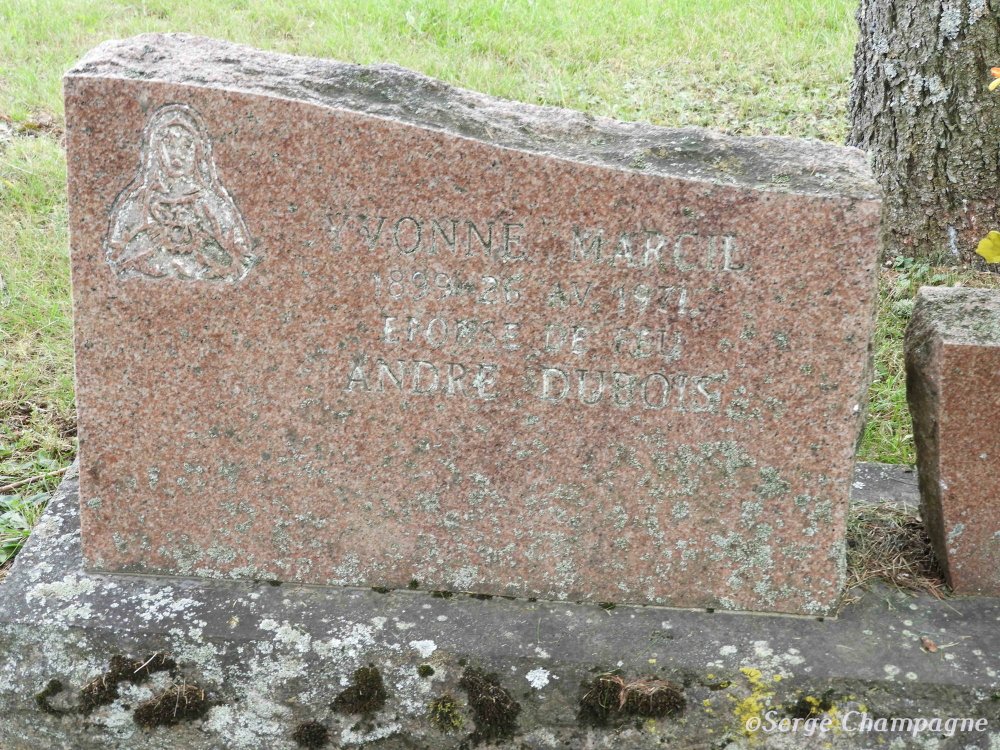 YVONNE MARCIL
1899-26 AV. 1971.
EPOUSE DE FEU
ANDRE DUBOIS
©Serge Champagne